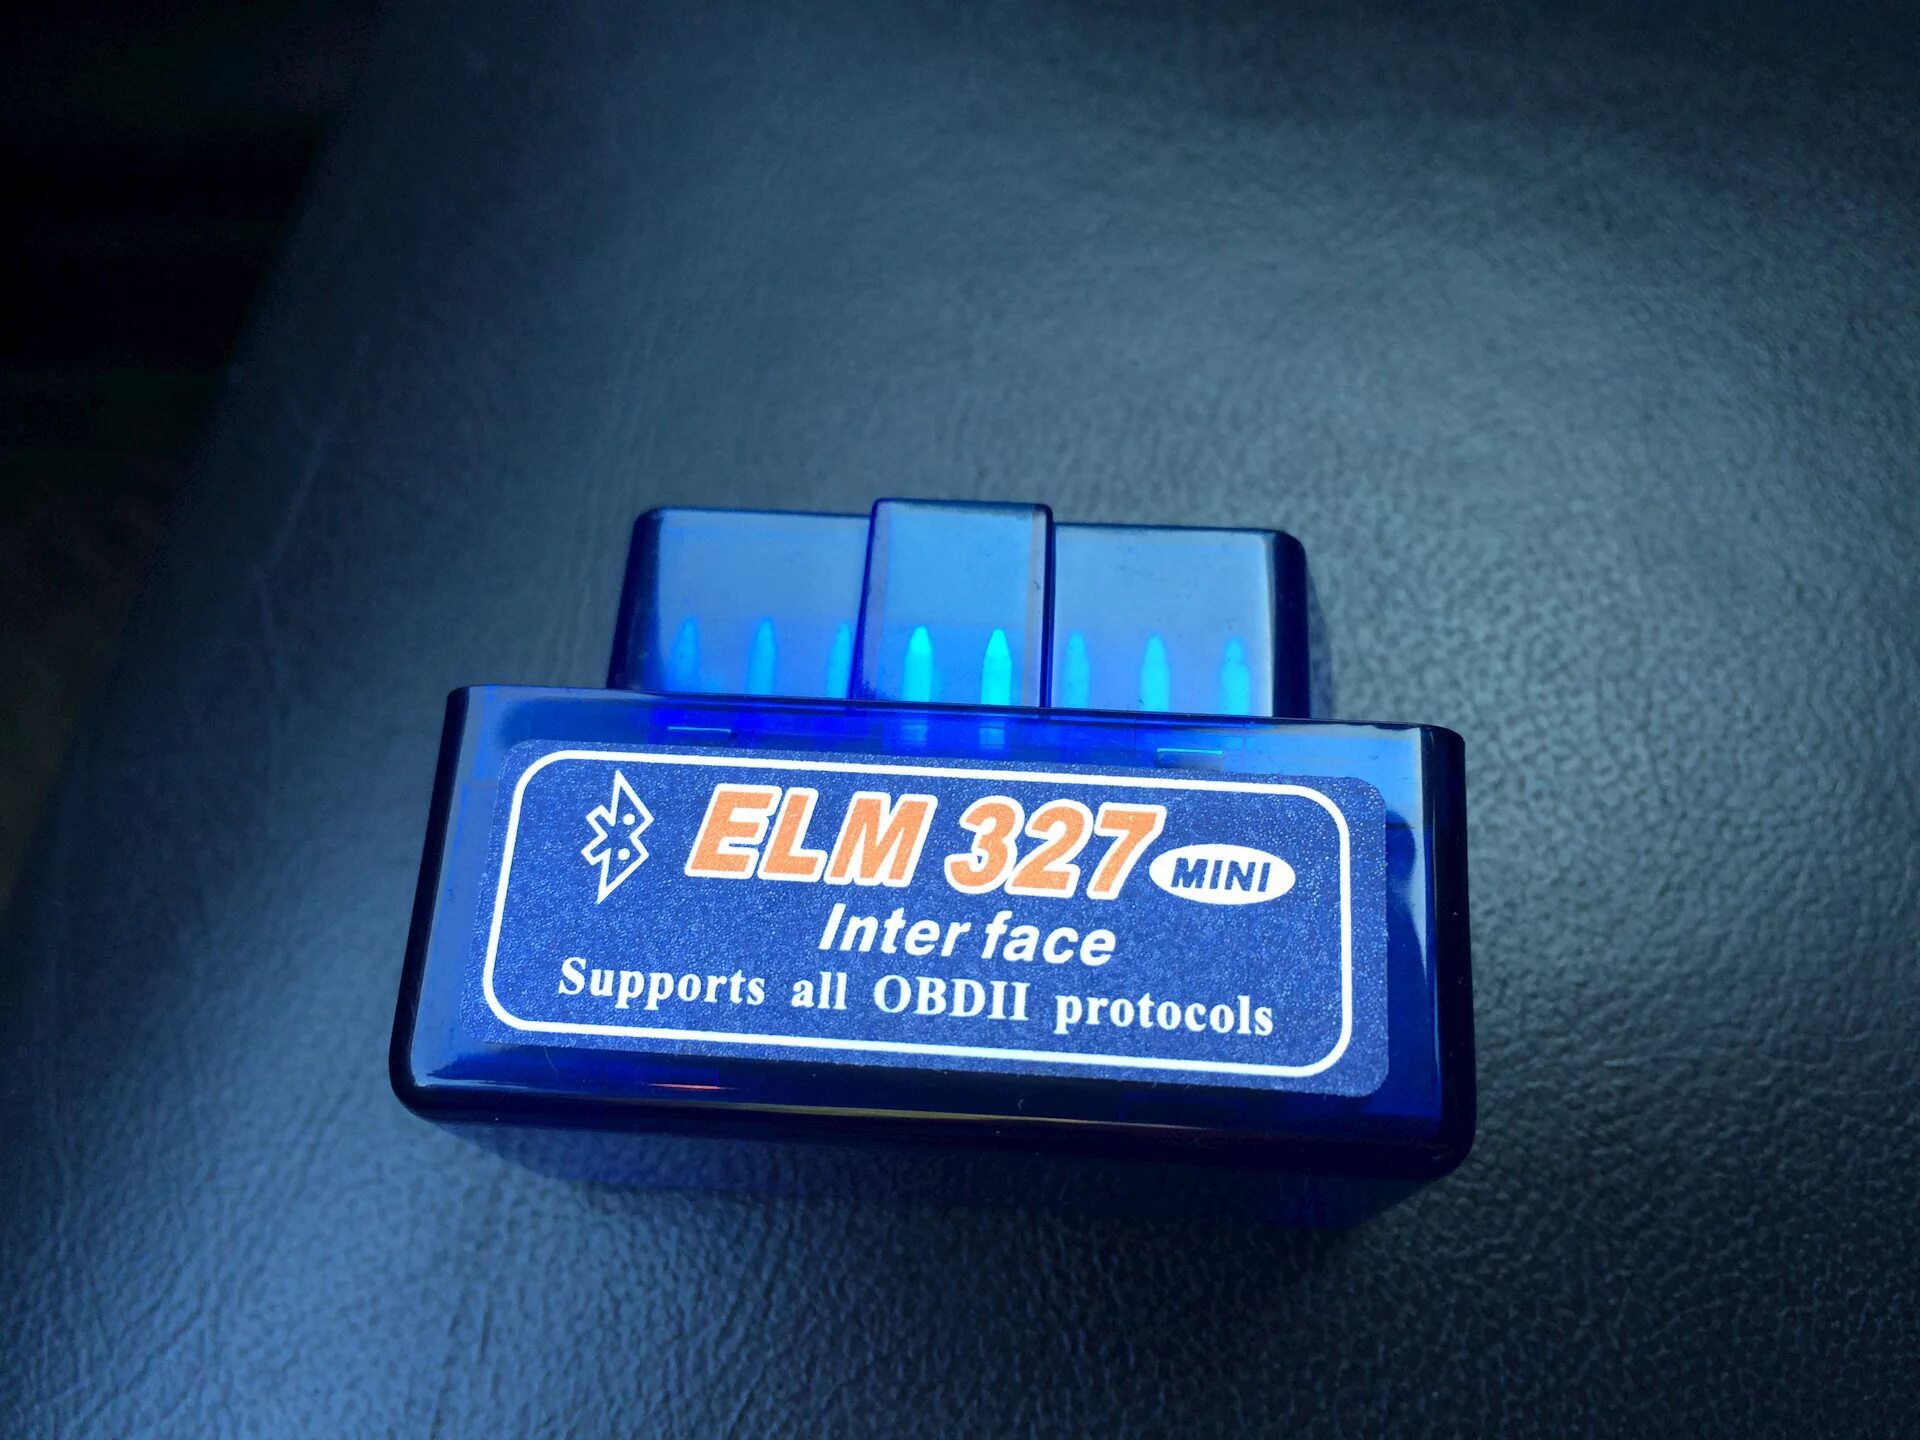 ELM 327 MINI
Inter face
Supports all OBDII protocols